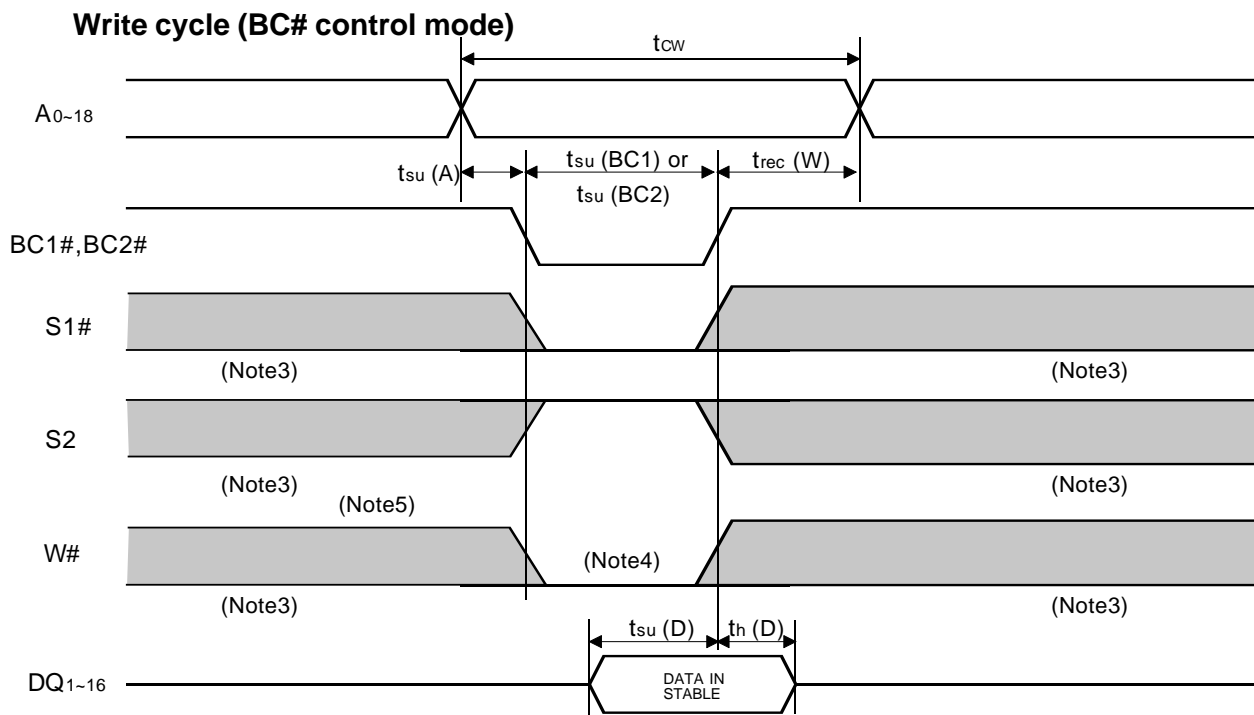 Write cycle (BC# control mode)
tCW
A0~18
tsu (A)
tsu (BC1) or
tsu (BC2)
trec (W)
BC1#,BC2#
S1#
(Note3)
(Note3)
S2
(Note3)
(Note3)
(Note5)
W#
(Note4)
(Note3)
(Note3)
tsu (D)
th (D)
DQ1~16
DATA IN
STABLE